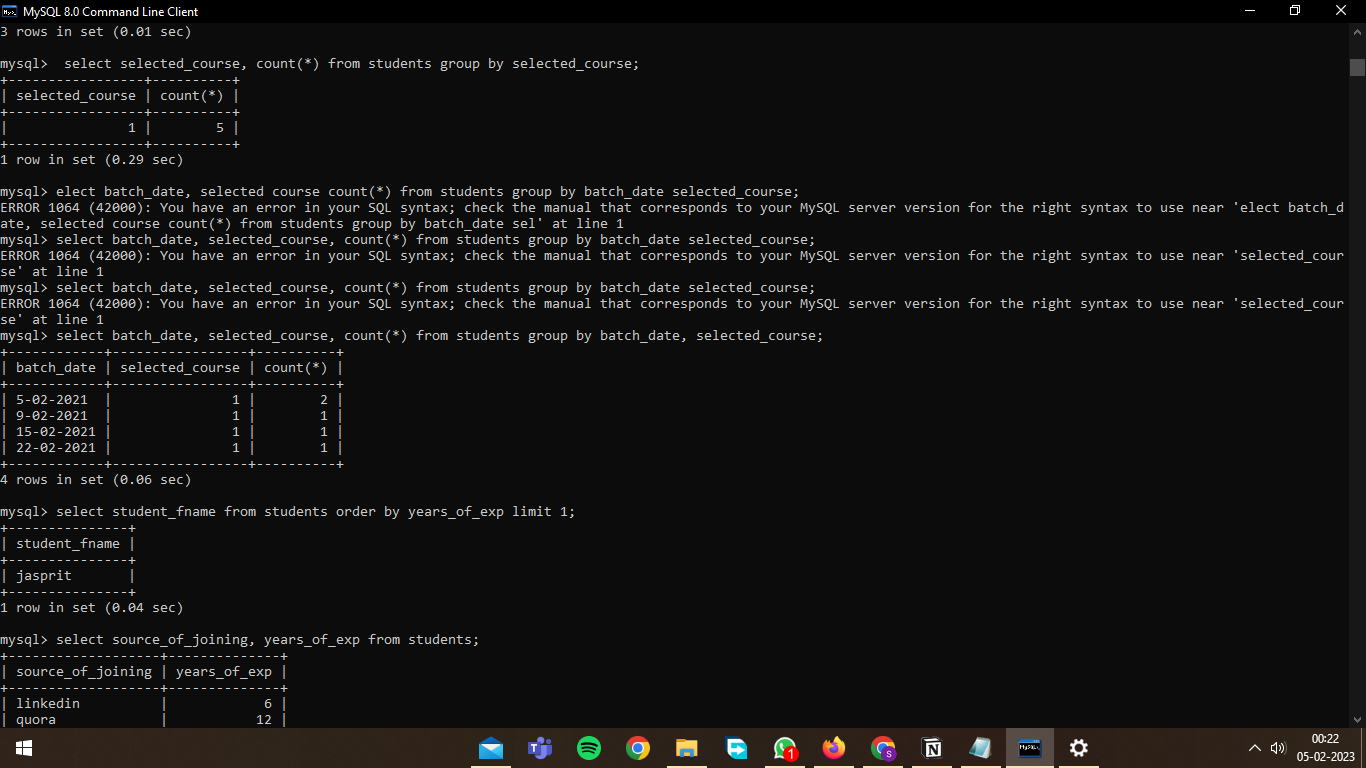 MySQL 8.0 Command Line Client
3 rows in set (0.01 sec)
mysql>  select selected_course, count(*) from students group by selected_course;
+-----------------+----------+
| selected_course | count(*) |
+-----------------+----------+
|               1 |        5 |
+-----------------+----------+
1 row in set (0.29 sec)
mysql> elect batch_date, selected course count(*) from students group by batch_date selected_course;
ERROR 1064 (42000): You have an error in your SQL syntax; check the manual that corresponds to your MySQL server version for the right syntax to use near 'elect batch_d
ate, selected course count(*) from students group by batch_date sel' at line 1
mysql> select batch_date, selected_course, count(*) from students group by batch_date selected_course;
ERROR 1064 (42000): You have an error in your SQL syntax; check the manual that corresponds to your MySQL server version for the right syntax to use near 'selected_cour
se' at line 1
mysql> select batch_date, selected_course, count(*) from students group by batch_date selected_course;
ERROR 1064 (42000): You have an error in your SQL syntax; check the manual that corresponds to your MySQL server version for the right syntax to use near 'selected_cour
se' at line 1
mysql> select batch_date, selected_course, count(*) from students group by batch_date, selected_course;
+------------+-----------------+----------+
| batch_date | selected_course | count(*) |
+------------+-----------------+----------+
| 5-02-2021  |               1 |        2 |
| 9-02-2021  |               1 |        1 |
| 15-02-2021 |               1 |        1 |
| 22-02-2021 |               1 |        1 |
+------------+-----------------+----------+
4 rows in set (0.06 sec)
mysql> select student_fname from students order by years_of_exp limit 1;
+---------------+
| student_fname |
+---------------+
| jasprit       |
+---------------+
1 row in set (0.04 sec)
mysql> select source_of_joining, years_of_exp from students;
+-------------------+--------------+
| source_of_joining | years_of_exp |
+-------------------+--------------+
| linkedin          |            6 |
| quora             |           12 |
1
S
N
MySQL
00:22
05-02-2023